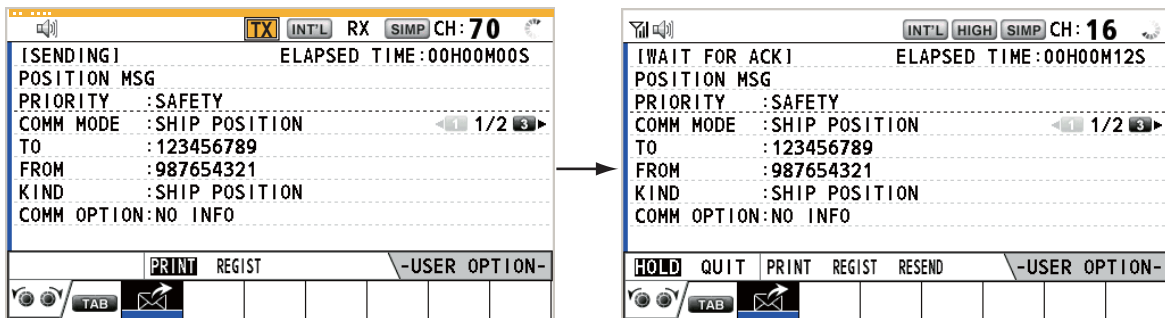 TX INT'L RX SIMP CH: 70
[SENDING] ELAPSED TIME:00H00M00S
POSITION MSG
PRIORITY :SAFETY
COMM MODE :SHIP POSITION 1 1/2 3
TO :123456789
FROM :987654321
KIND :SHIP POSITION
COMM OPTION:NO INFO
PRINT REGIST -USER OPTION-
TAB
INT'L HIGH SIMP CH: 16
[WAIT FOR ACK] ELAPSED TIME:00H00M12S
POSITION MSG
PRIORITY :SAFETY
COMM MODE :SHIP POSITION 1 1/2 3
TO :123456789
FROM :987654321
KIND :SHIP POSITION
COMM OPTION:NO INFO
HOLD QUIT PRINT REGIST RESEND -USER OPTION-
TAB